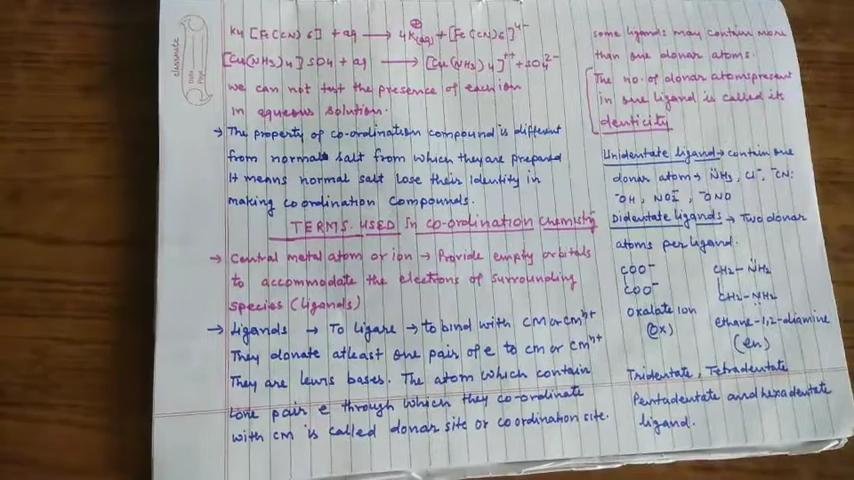 classmate
Date
Page
K4 [Fe(CN)6] + aq → 4K⊕(aq) + [Fe(CN)6]4-
[Cu(NH3)4]SO4 + aq → [Cu(NH3)4]++ + SO4 2-
we can not test the presence of each ion
in aqueous solution.
→ The property of co-ordination compound is different
from normal salt from which they are prepared
It means normal salt lose their identity in
making coordination compounds.
TERMS USED In co-ordination chemistry
→ Central metal atom or ion → Provide empty orbitals
to accommodate the electrons of surrounding
species (ligands)
→ Ligands → To ligare → to bind with CM or CMn+
They donate atleast one pair of e to CM or CMn+
They are lewis bases. The atom which contain
lone pair e through which they co-ordinate
with CM is called donar site or coordination site.
some ligands may contain more
than one donar atoms.
The no. of donar atoms present
in one ligand is called its
denticity
Unidentate ligand → contain one
donar atom → N̈H3, Cl-, -CN:
-OH, NO2-, -ONO
Didentate ligands → Two donar
atoms per ligand.
COO-
|
COO-
Oxalate Ion
(Ox)
CH2-N̈H2
|
CH2-NH2
ethane-1,2-diamine
(en)
Tridentate, Tetradentate
Pentadentate and hexadentate
ligand.